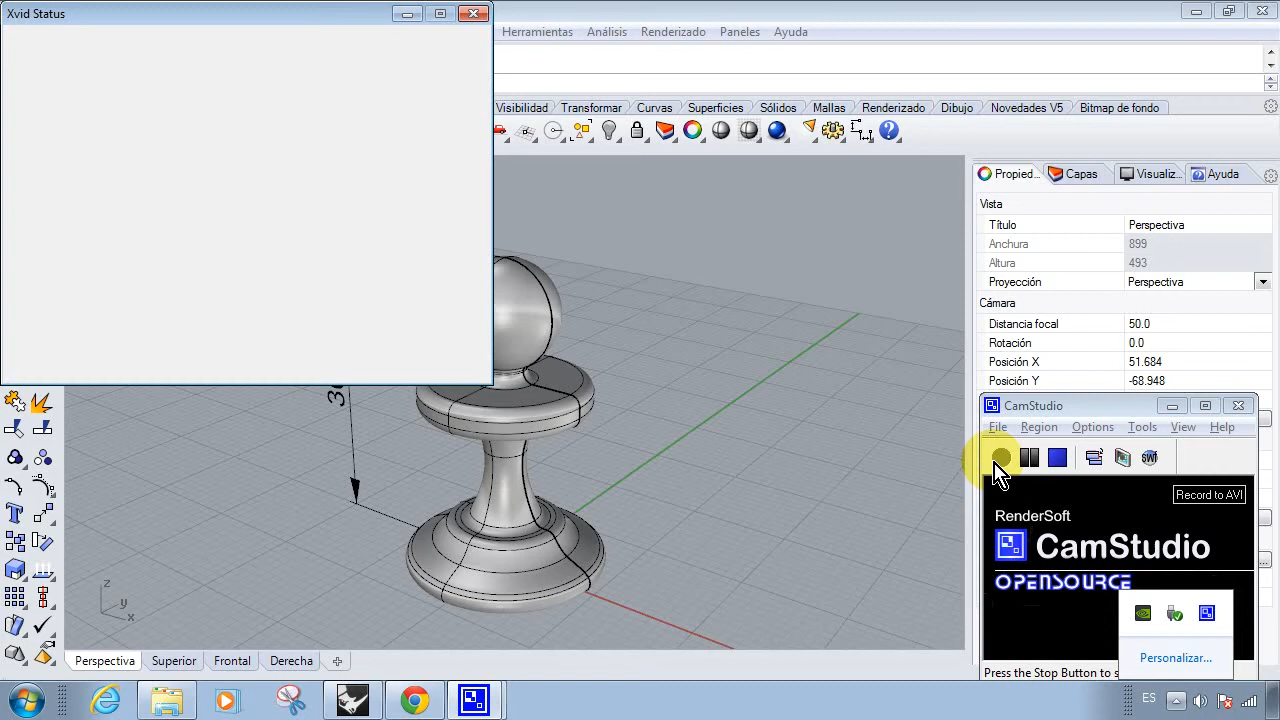 Xvid Status
Herramientas Análisis Renderizado Paneles Ayuda
Visibilidad Transformar Curvas Superficies Sólidos Mallas Renderizado Dibujo Novedades V5 Bitmap de fondo
Propied... Capas Visualiz... Ayuda
Vista
Título Perspectiva
Anchura 899
Altura 493
Proyección Perspectiva
Cámara
Distancia focal 50.0
Rotación 0.0
Posición X 51.684
Posición Y -68.948
CamStudio
File Region Options Tools View Help
SWF
Record to AVI
RenderSoft
CamStudio
OPENSOURCE
Personalizar...
Press the Stop Button to s
z
y
x
Perspectiva Superior Frontal Derecha
ES